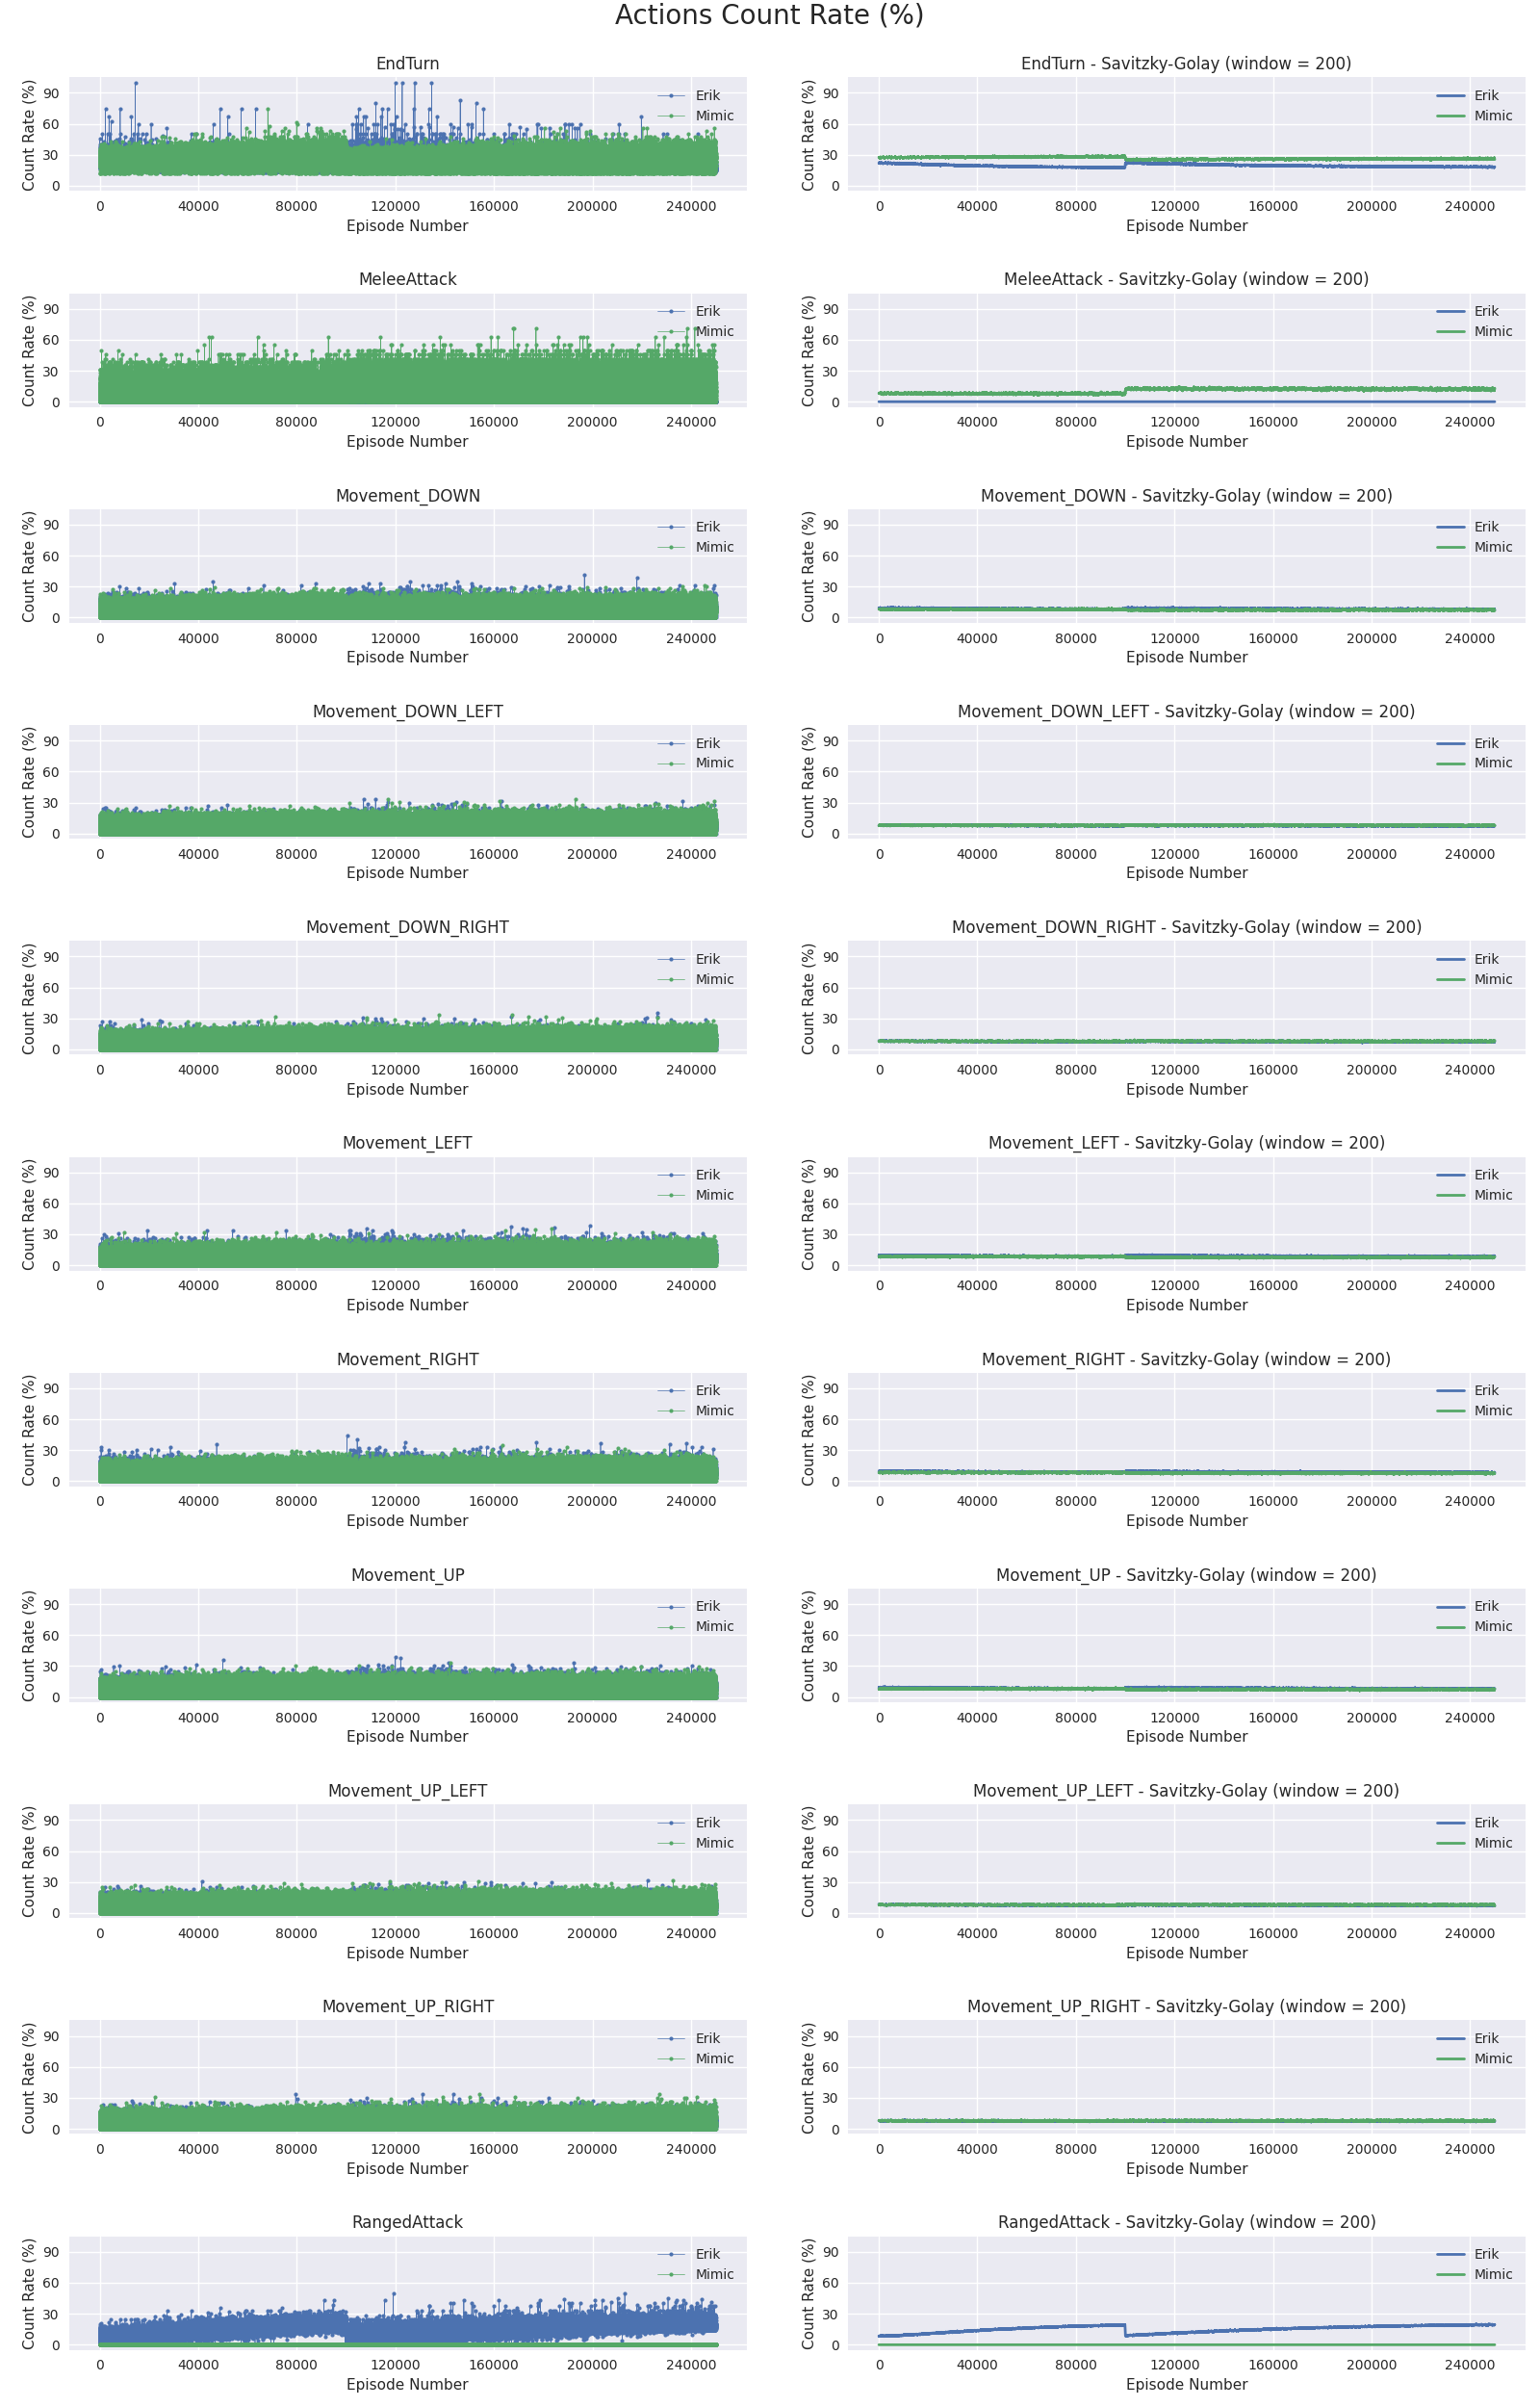 Actions Count Rate (%)
EndTurn
Count Rate (%)
90
60
30
0
Erik
Mimic
0 40000 80000 120000 160000 200000 240000
Episode Number
EndTurn - Savitzky-Golay (window = 200)
Count Rate (%)
90
60
30
0
Erik
Mimic
0 40000 80000 120000 160000 200000 240000
Episode Number
MeleeAttack
Count Rate (%)
90
60
30
0
Erik
Mimic
0 40000 80000 120000 160000 200000 240000
Episode Number
MeleeAttack - Savitzky-Golay (window = 200)
Count Rate (%)
90
60
30
0
Erik
Mimic
0 40000 80000 120000 160000 200000 240000
Episode Number
Movement_DOWN
Count Rate (%)
90
60
30
0
Erik
Mimic
0 40000 80000 120000 160000 200000 240000
Episode Number
Movement_DOWN - Savitzky-Golay (window = 200)
Count Rate (%)
90
60
30
0
Erik
Mimic
0 40000 80000 120000 160000 200000 240000
Episode Number
Movement_DOWN_LEFT
Count Rate (%)
90
60
30
0
Erik
Mimic
0 40000 80000 120000 160000 200000 240000
Episode Number
Movement_DOWN_LEFT - Savitzky-Golay (window = 200)
Count Rate (%)
90
60
30
0
Erik
Mimic
0 40000 80000 120000 160000 200000 240000
Episode Number
Movement_DOWN_RIGHT
Count Rate (%)
90
60
30
0
Erik
Mimic
0 40000 80000 120000 160000 200000 240000
Episode Number
Movement_DOWN_RIGHT - Savitzky-Golay (window = 200)
Count Rate (%)
90
60
30
0
Erik
Mimic
0 40000 80000 120000 160000 200000 240000
Episode Number
Movement_LEFT
Count Rate (%)
90
60
30
0
Erik
Mimic
0 40000 80000 120000 160000 200000 240000
Episode Number
Movement_LEFT - Savitzky-Golay (window = 200)
Count Rate (%)
90
60
30
0
Erik
Mimic
0 40000 80000 120000 160000 200000 240000
Episode Number
Movement_RIGHT
Count Rate (%)
90
60
30
0
Erik
Mimic
0 40000 80000 120000 160000 200000 240000
Episode Number
Movement_RIGHT - Savitzky-Golay (window = 200)
Count Rate (%)
90
60
30
0
Erik
Mimic
0 40000 80000 120000 160000 200000 240000
Episode Number
Movement_UP
Count Rate (%)
90
60
30
0
Erik
Mimic
0 40000 80000 120000 160000 200000 240000
Episode Number
Movement_UP - Savitzky-Golay (window = 200)
Count Rate (%)
90
60
30
0
Erik
Mimic
0 40000 80000 120000 160000 200000 240000
Episode Number
Movement_UP_LEFT
Count Rate (%)
90
60
30
0
Erik
Mimic
0 40000 80000 120000 160000 200000 240000
Episode Number
Movement_UP_LEFT - Savitzky-Golay (window = 200)
Count Rate (%)
90
60
30
0
Erik
Mimic
0 40000 80000 120000 160000 200000 240000
Episode Number
Movement_UP_RIGHT
Count Rate (%)
90
60
30
0
Erik
Mimic
0 40000 80000 120000 160000 200000 240000
Episode Number
Movement_UP_RIGHT - Savitzky-Golay (window = 200)
Count Rate (%)
90
60
30
0
Erik
Mimic
0 40000 80000 120000 160000 200000 240000
Episode Number
RangedAttack
Count Rate (%)
90
60
30
0
Erik
Mimic
0 40000 80000 120000 160000 200000 240000
Episode Number
RangedAttack - Savitzky-Golay (window = 200)
Count Rate (%)
90
60
30
0
Erik
Mimic
0 40000 80000 120000 160000 200000 240000
Episode Number